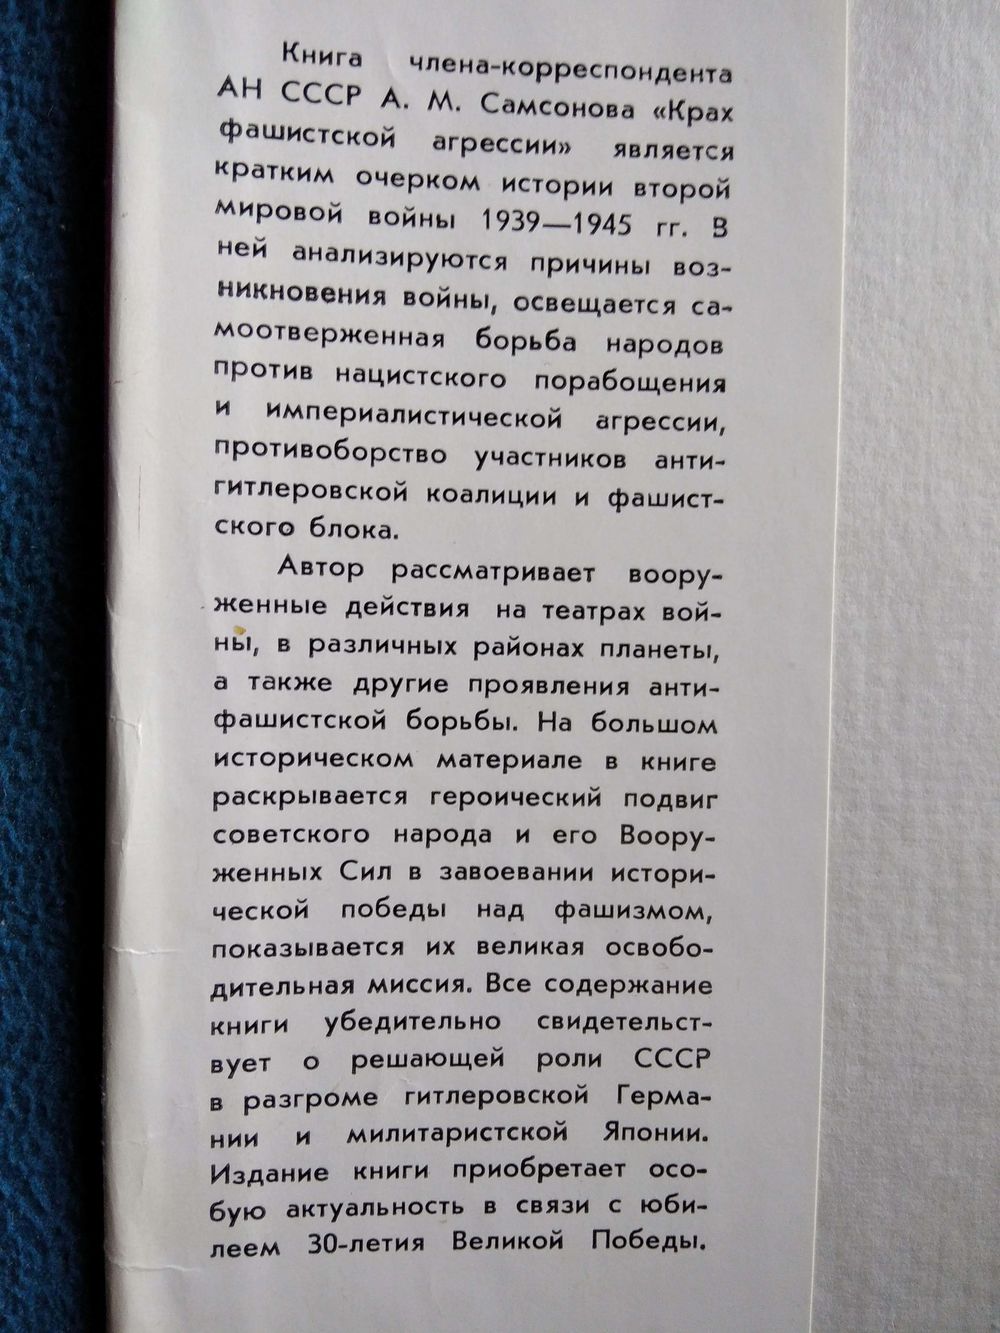 Книга члена-корреспондента
АН СССР А. М. Самсонова «Крах
фашистской агрессии» является
кратким очерком истории второй
мировой войны 1939—1945 гг. В
ней анализируются причины воз-
никновения войны, освещается са-
моотверженная борьба народов
против нацистского порабощения
и империалистической агрессии,
противоборство участников анти-
гитлеровской коалиции и фашист-
ского блока.
Автор рассматривает воору-
женные действия на театрах вой-
ны, в различных районах планеты,
а также другие проявления анти-
фашистской борьбы. На большом
историческом материале в книге
раскрывается героический подвиг
советского народа и его Воору-
женных Сил в завоевании истори-
ческой победы над фашизмом,
показывается их великая освобо-
дительная миссия. Все содержание
книги убедительно свидетельст-
вует о решающей роли СССР
в разгроме гитлеровской Герма-
нии и милитаристской Японии.
Издание книги приобретает осо-
бую актуальность в связи с юби-
леем 30-летия Великой Победы.